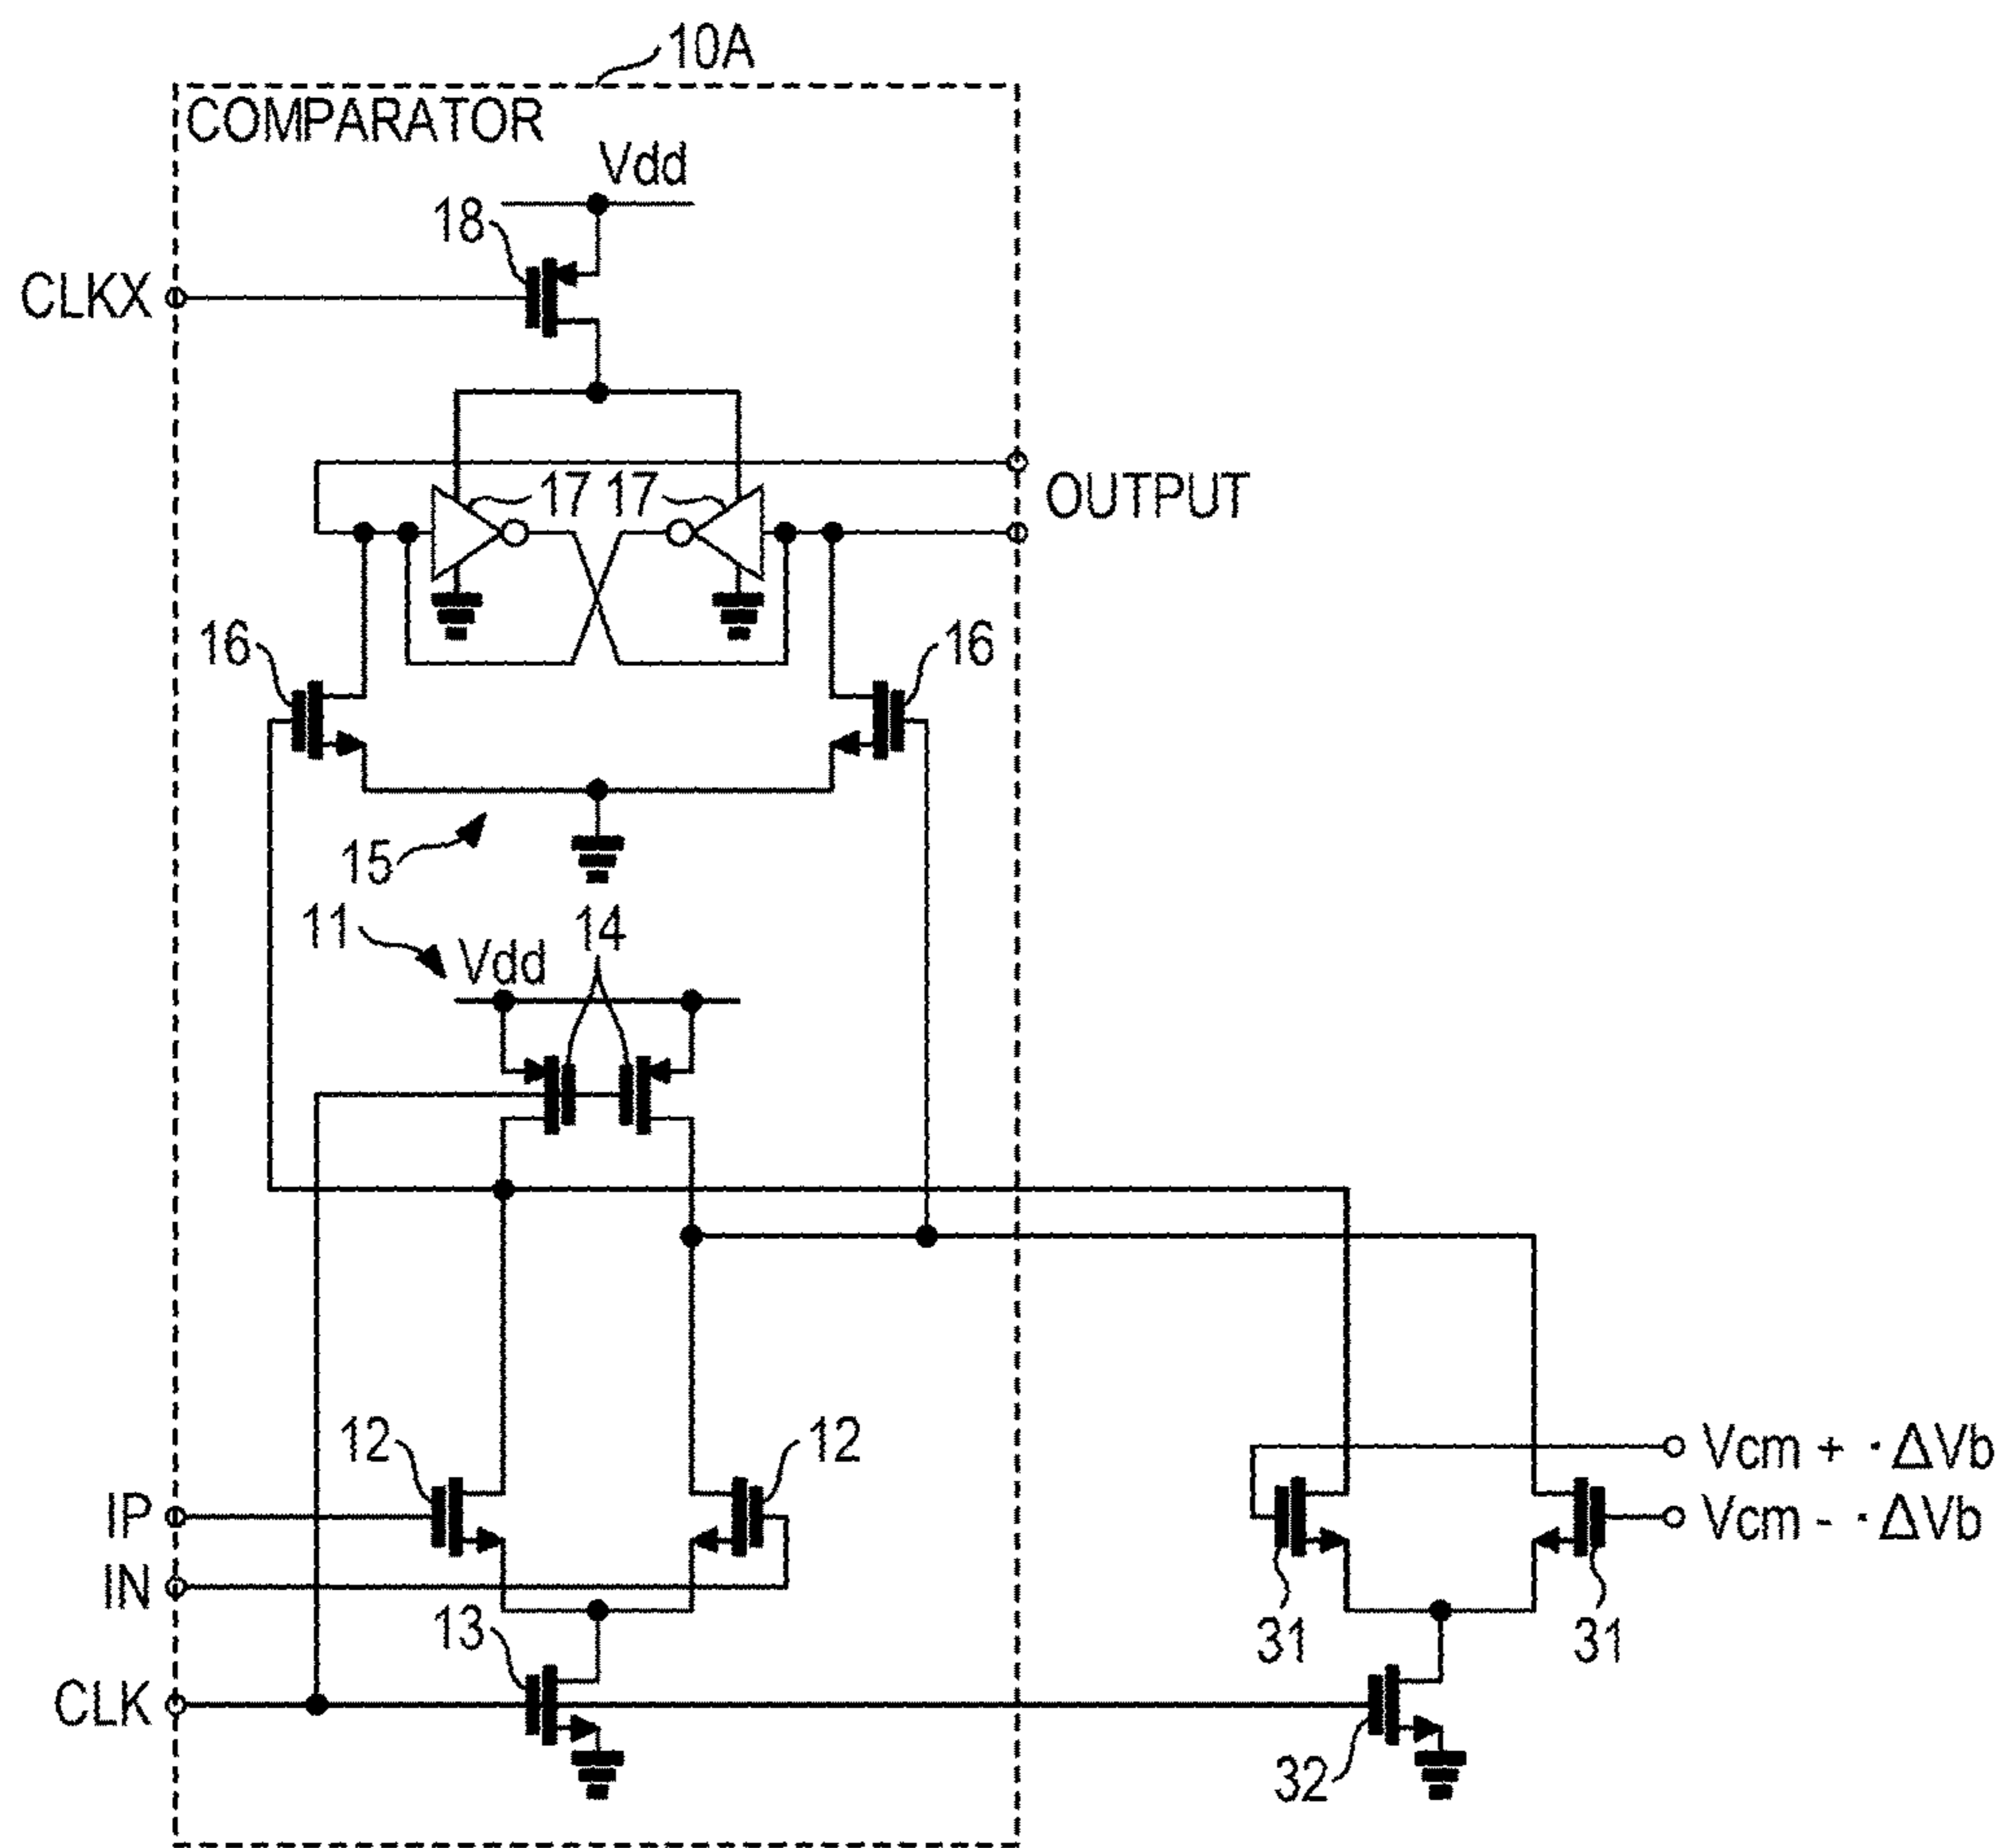 10A
COMPARATOR
Vdd
18
CLKX
17 17
OUTPUT
16
16
15
11
14
Vdd
12
12
Vcm + ·ΔVb
IP
Vcm - ·ΔVb
IN
13
31
31
CLK
32